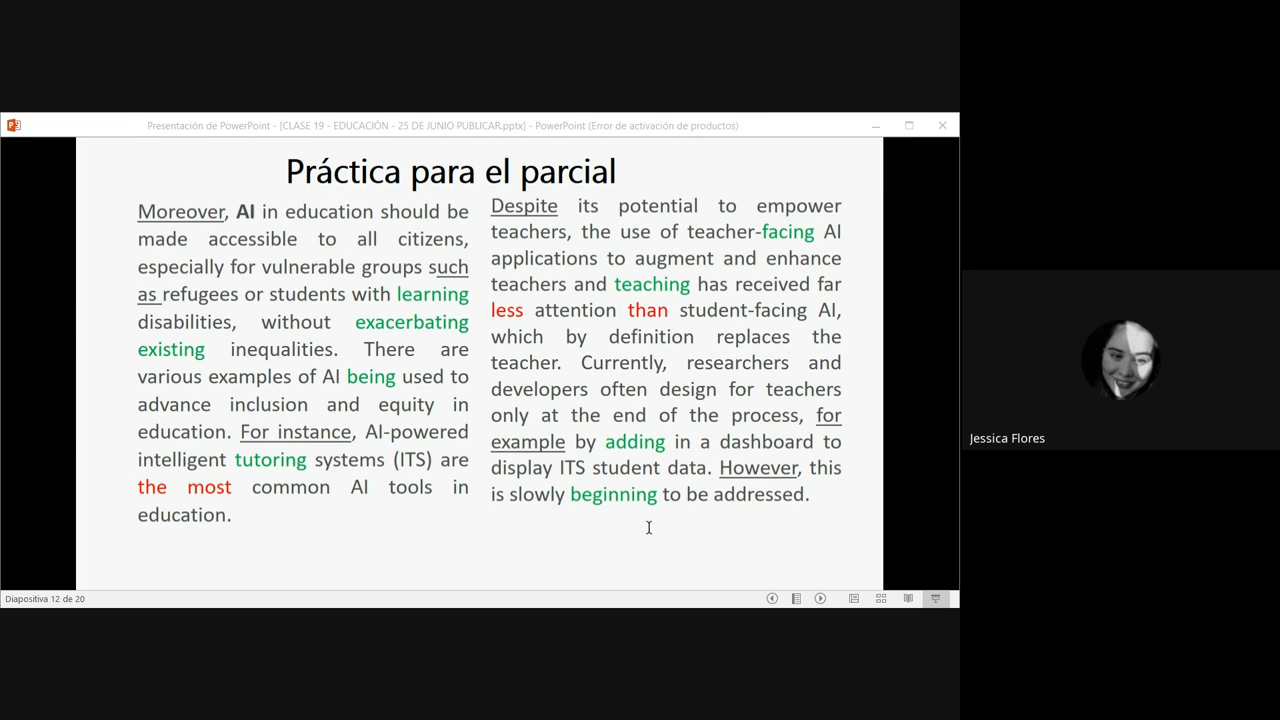 Presentación de PowerPoint - [CLASE 19 - EDUCACIÓN - 25 DE JUNIO PUBLICAR.pptx] - PowerPoint (Error de activación de productos)
Práctica para el parcial
Moreover, AI in education should be
made accessible to all citizens,
especially for vulnerable groups such
as refugees or students with learning
disabilities, without exacerbating
existing inequalities. There are
various examples of AI being used to
advance inclusion and equity in
education. For instance, AI-powered
intelligent tutoring systems (ITS) are
the most common AI tools in
education.
Despite its potential to empower
teachers, the use of teacher-facing AI
applications to augment and enhance
teachers and teaching has received far
less attention than student-facing AI,
which by definition replaces the
teacher. Currently, researchers and
developers often design for teachers
only at the end of the process, for
example by adding in a dashboard to
display ITS student data. However, this
is slowly beginning to be addressed.
Jessica Flores
Diapositiva 12 de 20